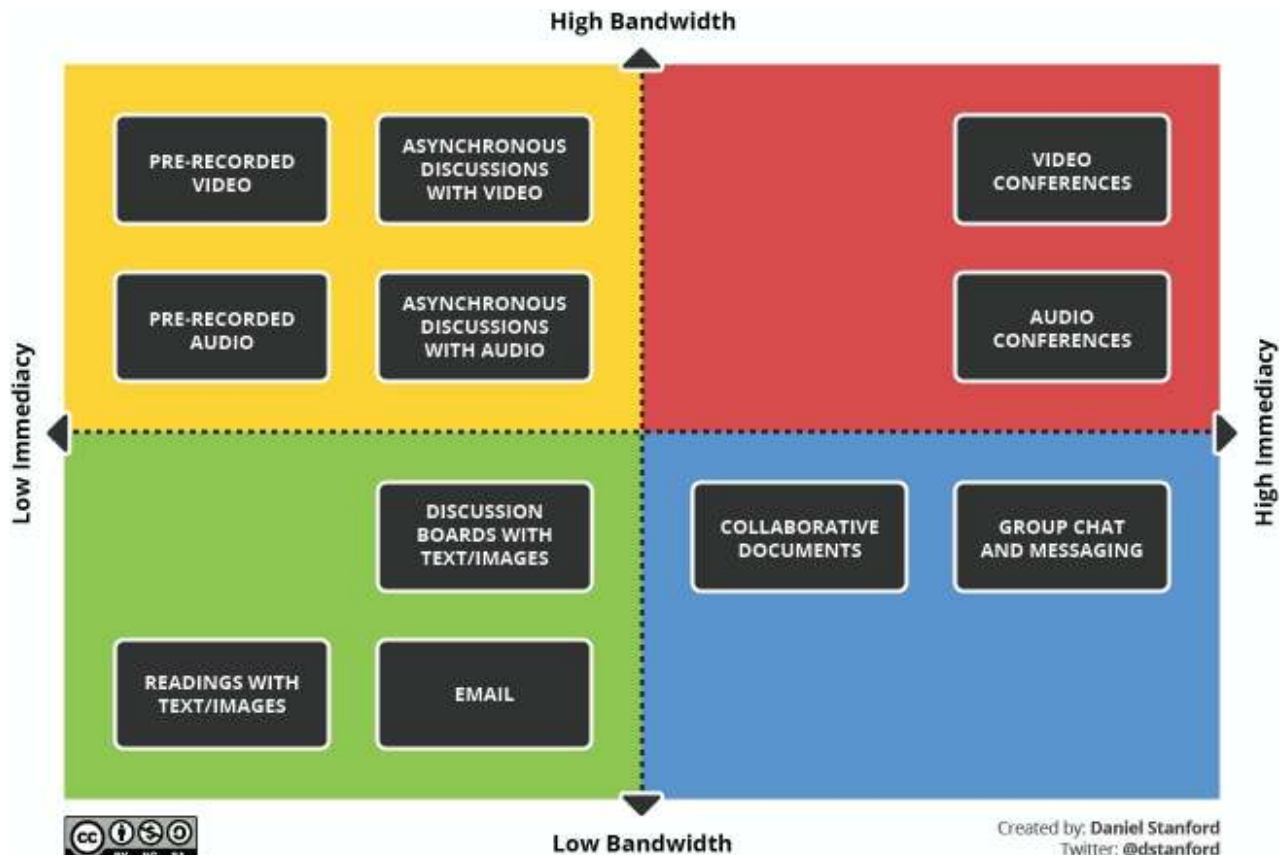 High Bandwidth
PRE-RECORDED
VIDEO
ASYNCHRONOUS
DISCUSSIONS
WITH VIDEO
VIDEO
CONFERENCES
PRE-RECORDED
AUDIO
ASYNCHRONOUS
DISCUSSIONS
WITH AUDIO
AUDIO
CONFERENCES
Low Immediacy
High Immediacy
DISCUSSION
BOARDS WITH
TEXT/IMAGES
COLLABORATIVE
DOCUMENTS
GROUP CHAT
AND MESSAGING
READINGS WITH
TEXT/IMAGES
EMAIL
cc
Low Bandwidth
Created by: Daniel Stanford
Twitter: @dstanford